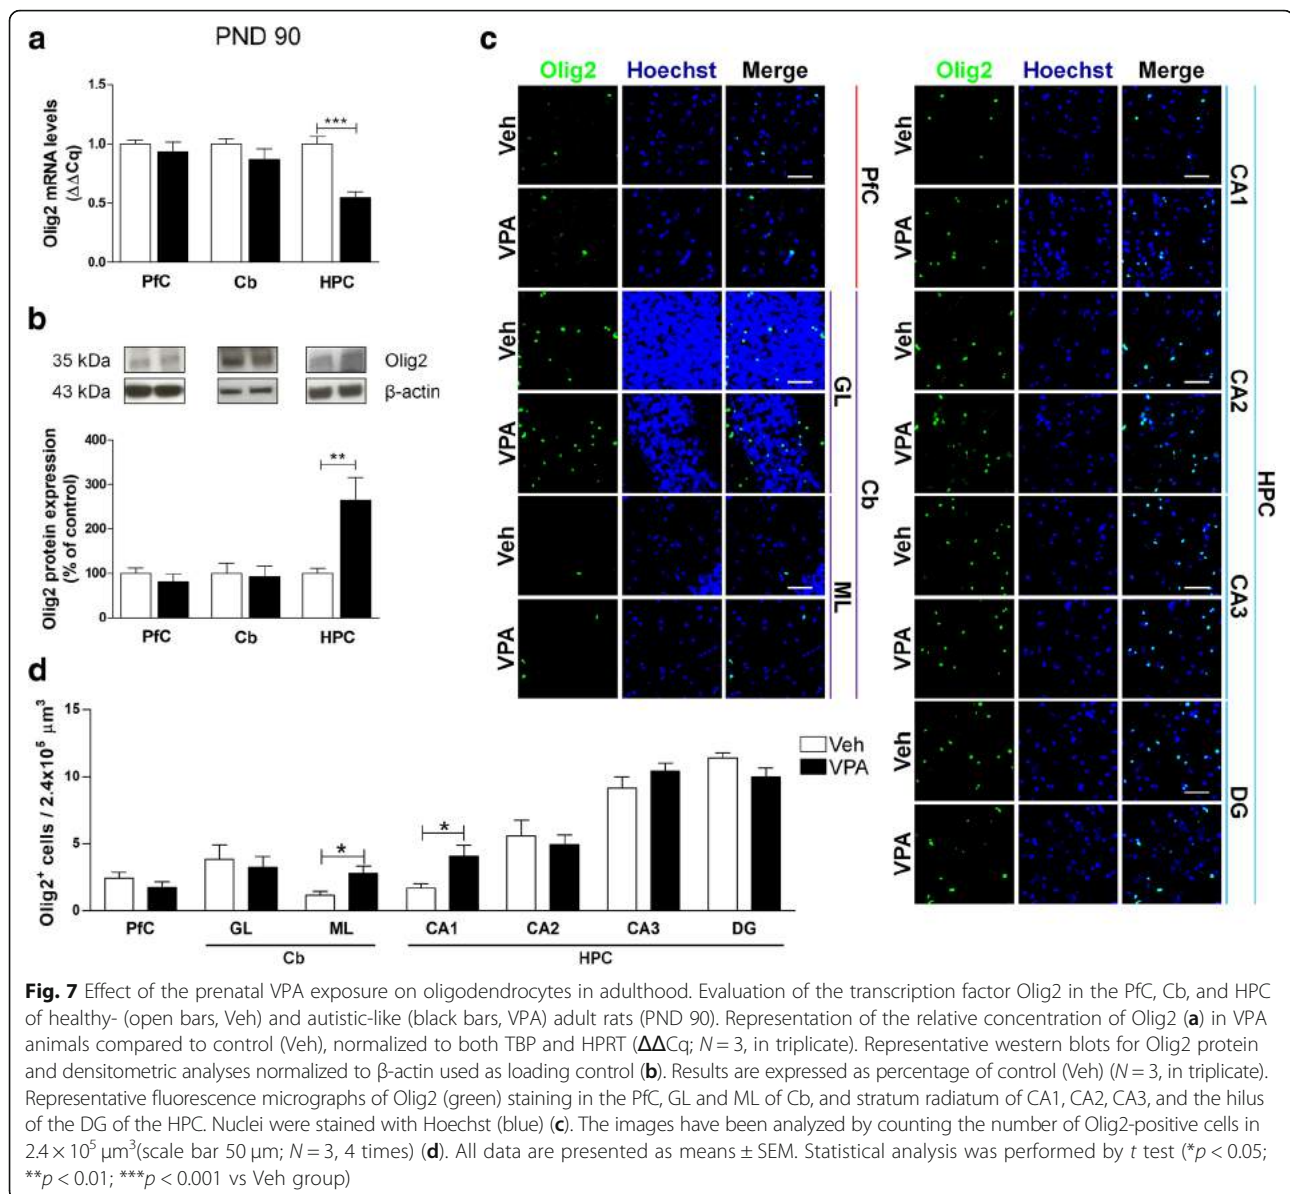 a
PND 90
Olig2 mRNA levels
(ΔΔCq)
1.5
1.0
0.5
0.0
***
PfC Cb HPC
b
35 kDa
Olig2
43 kDa
β-actin
Olig2 protein expression
(% of control)
400
300
200
100
0
**
PfC Cb HPC
c
Olig2 Hoechst Merge
Veh
VPA
PfC
Veh
VPA
GL
Veh
VPA
ML
Cb
Olig2 Hoechst Merge
Veh
VPA
CA1
Veh
VPA
CA2
Veh
VPA
CA3
Veh
VPA
DG
HPC
d
Olig2⁺ cells / 2.4x10⁵ µm³
15
10
5
0
*
*
Veh
VPA
PfC GL ML CA1 CA2 CA3 DG
Cb HPC
Fig. 7 Effect of the prenatal VPA exposure on oligodendrocytes in adulthood. Evaluation of the transcription factor Olig2 in the PfC, Cb, and HPC
of healthy- (open bars, Veh) and autistic-like (black bars, VPA) adult rats (PND 90). Representation of the relative concentration of Olig2 (a) in VPA
animals compared to control (Veh), normalized to both TBP and HPRT (ΔΔCq; N = 3, in triplicate). Representative western blots for Olig2 protein
and densitometric analyses normalized to β-actin used as loading control (b). Results are expressed as percentage of control (Veh) (N = 3, in triplicate).
Representative fluorescence micrographs of Olig2 (green) staining in the PfC, GL and ML of Cb, and stratum radiatum of CA1, CA2, CA3, and the hilus
of the DG of the HPC. Nuclei were stained with Hoechst (blue) (c). The images have been analyzed by counting the number of Olig2-positive cells in
2.4 × 10⁵ μm³(scale bar 50 μm; N = 3, 4 times) (d). All data are presented as means ± SEM. Statistical analysis was performed by t test (*p < 0.05;
**p < 0.01; ***p < 0.001 vs Veh group)